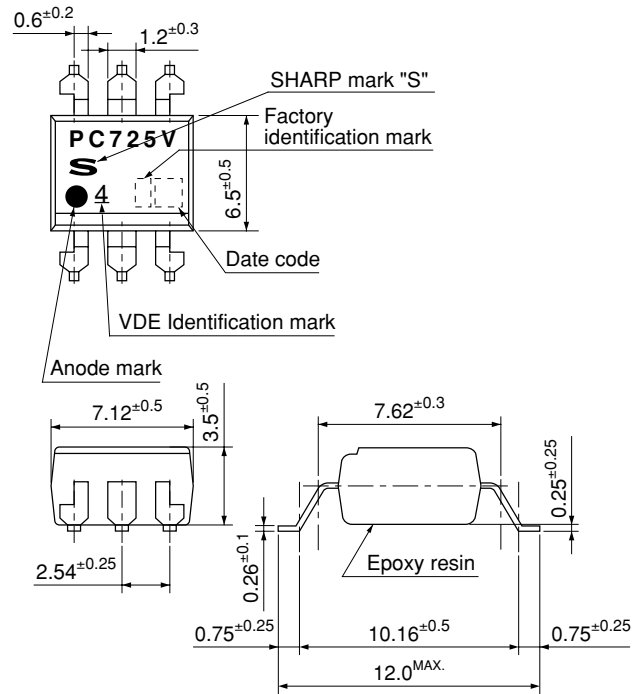 0.6±0.2
1.2±0.3
SHARP mark "S"
Factory
identification mark
PC725V
S
4
6.5±0.5
Date code
VDE Identification mark
Anode mark
7.12±0.5
3.5±0.5
7.62±0.3
0.25±0.25
2.54±0.25
0.26±0.1
Epoxy resin
0.75±0.25
10.16±0.5
0.75±0.25
12.0MAX.